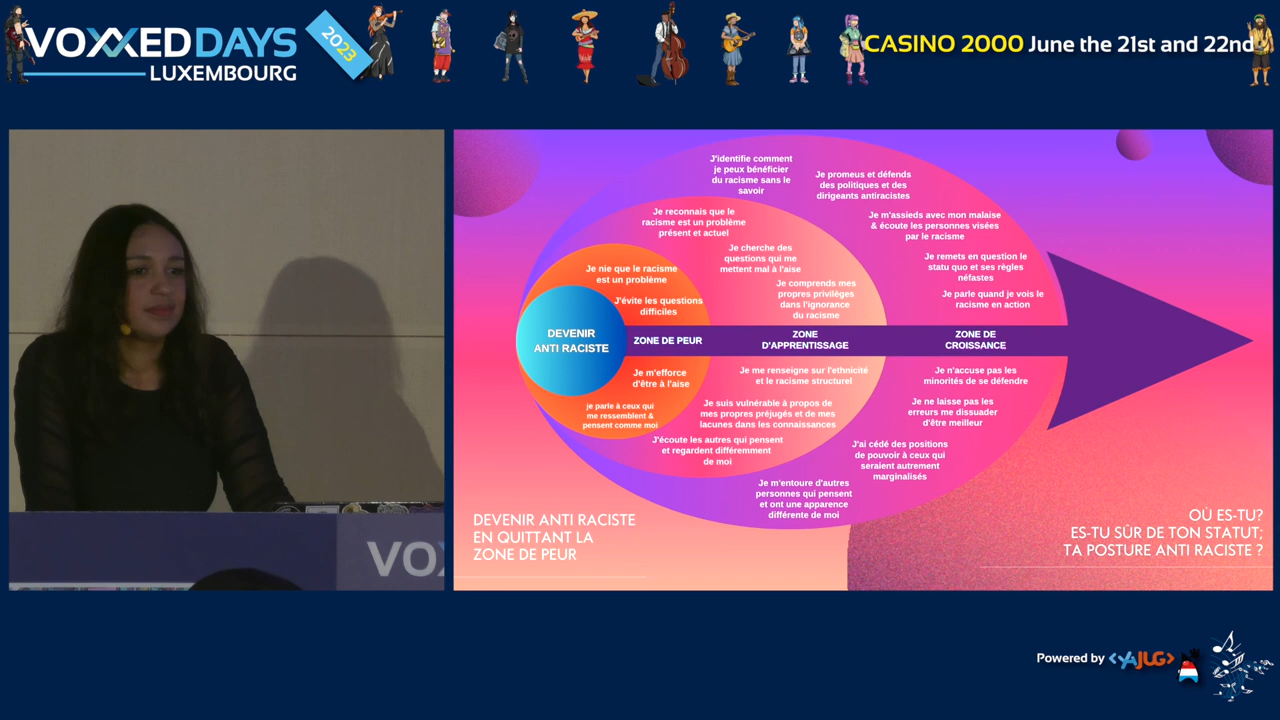 VOXXED DAYS
2023
LUXEMBOURG
CASINO 2000 June the 21st and 22nd
J'identifie comment
je peux bénéficier
du racisme sans le
savoir
Je promeus et défends
des politiques et des
dirigeants antiracistes
Je reconnais que le
racisme est un problème
présent et actuel
Je m'assieds avec mon malaise
& écoute les personnes visées
par le racisme
Je cherche des
questions qui me
mettent mal à l'aise
Je remets en question le
statu quo et ses règles
néfastes
Je nie que le racisme
est un problème
Je comprends mes
propres privilèges
dans l'ignorance
du racisme
Je parle quand je vois le
racisme en action
J'évite les questions
difficiles
DEVENIR
ANTI RACISTE
ZONE DE PEUR
ZONE
D'APPRENTISSAGE
ZONE DE
CROISSANCE
Je m'efforce
d'être à l'aise
Je me renseigne sur l'ethnicité
et le racisme structurel
Je n'accuse pas les
minorités de se défendre
je parle à ceux qui
me ressemblent &
pensent comme moi
Je suis vulnérable à propos de
mes propres préjugés et de mes
lacunes dans les connaissances
Je ne laisse pas les
erreurs me dissuader
d'être meilleur
J'écoute les autres qui pensent
et regardent différemment
de moi
J'ai cédé des positions
de pouvoir à ceux qui
seraient autrement
marginalisés
Je m'entoure d'autres
personnes qui pensent
et ont une apparence
différente de moi
DEVENIR ANTI RACISTE
EN QUITTANT LA
ZONE DE PEUR
OÙ ES-TU?
ES-TU SÛR DE TON STATUT;
TA POSTURE ANTI RACISTE ?
VOX
Powered by <YAJUG>